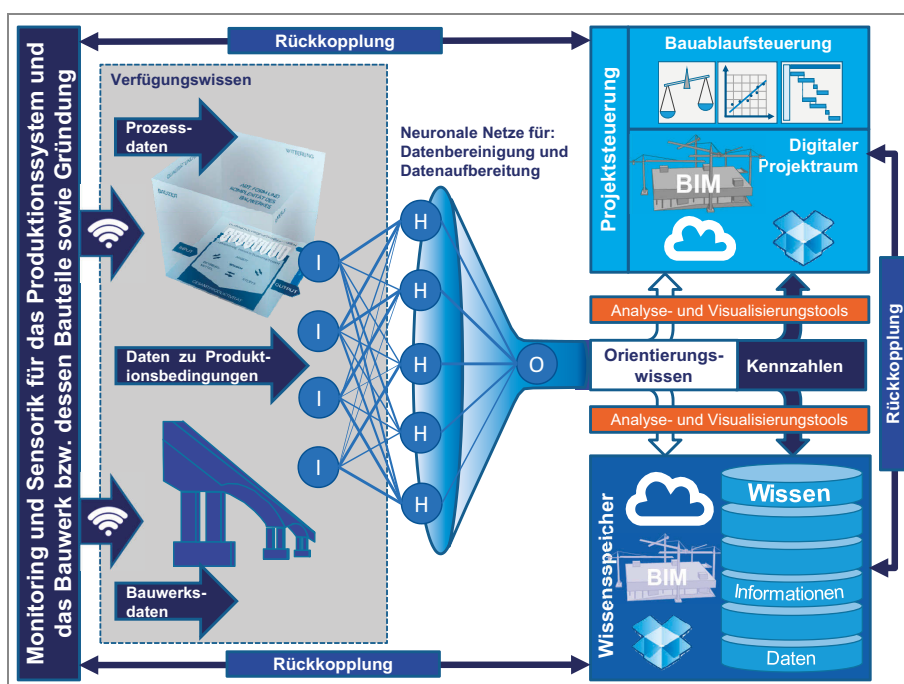 Monitoring und Sensorik für das Produktionssystem und
das Bauwerk bzw. dessen Bauteile sowie Gründung
Rückkopplung
Verfügungswissen
Prozess-
daten
INPUT
OUTPUT
Daten zu Produkt-
ionsbedingungen
Bauwerks-
daten
Neuronale Netze für:
Datenbereinigung und
Datenaufbereitung
I
I
I
I
H
H
H
H
H
O
Projektsteuerung
Bauablaufsteuerung
Digitaler
Projektraum
BIM
Analyse- und Visualisierungstools
Orientierungs-
wissen
Kennzahlen
Analyse- und Visualisierungstools
Rückkopplung
Wissensspeicher
BIM
Wissen
Informationen
Daten
Rückkopplung